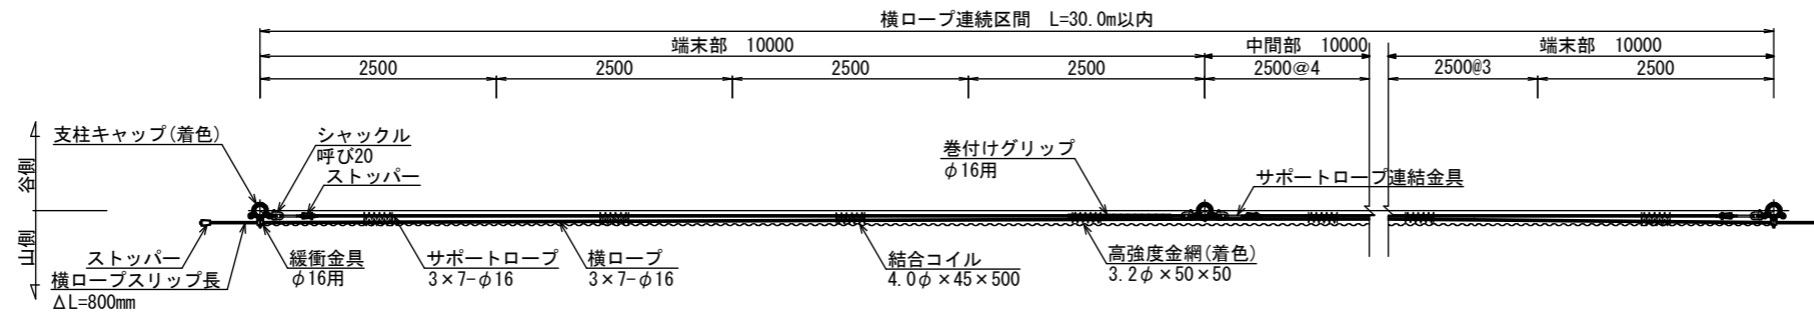 横ロープ連続区間 L=30.0m以内
端末部 10000
中間部 10000
端末部 10000
2500
2500
2500
2500
2500@4
2500@3
2500
谷側
山側
支柱キャップ(着色)
シャックル
呼び20
ストッパー
巻付けグリップ
φ16用
サポートロープ連結金具
ストッパー
横ロープスリップ長
ΔL=800mm
緩衝金具
φ16用
サポートロープ
3×7-φ16
横ロープ
3×7-φ16
結合コイル
4.0φ×45×500
高強度金網(着色)
3.2φ×50×50